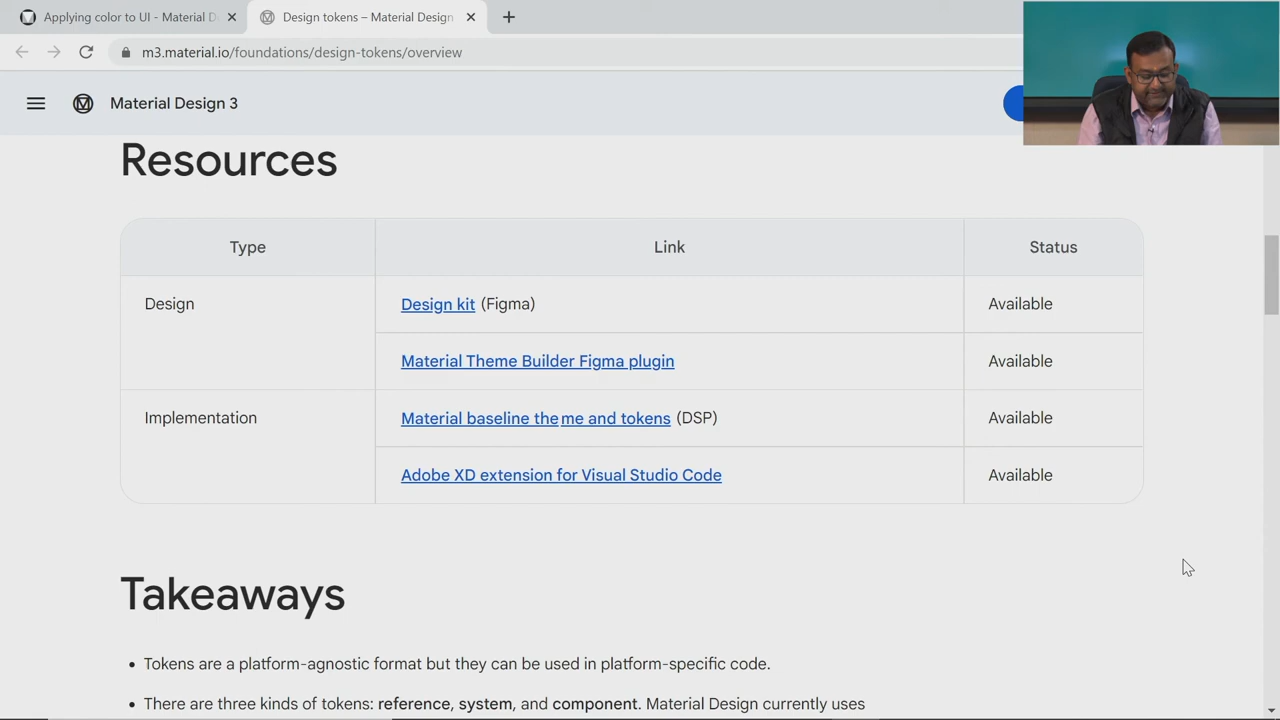 Applying color to UI - Material D
Design tokens – Material Design
m3.material.io/foundations/design-tokens/overview
Material Design 3
Resources
Type Link Status
Design Design kit (Figma) Available
Material Theme Builder Figma plugin Available
Implementation Material baseline theme and tokens (DSP) Available
Adobe XD extension for Visual Studio Code Available
Takeaways
• Tokens are a platform-agnostic format but they can be used in platform-specific code.
• There are three kinds of tokens: reference, system, and component. Material Design currently uses